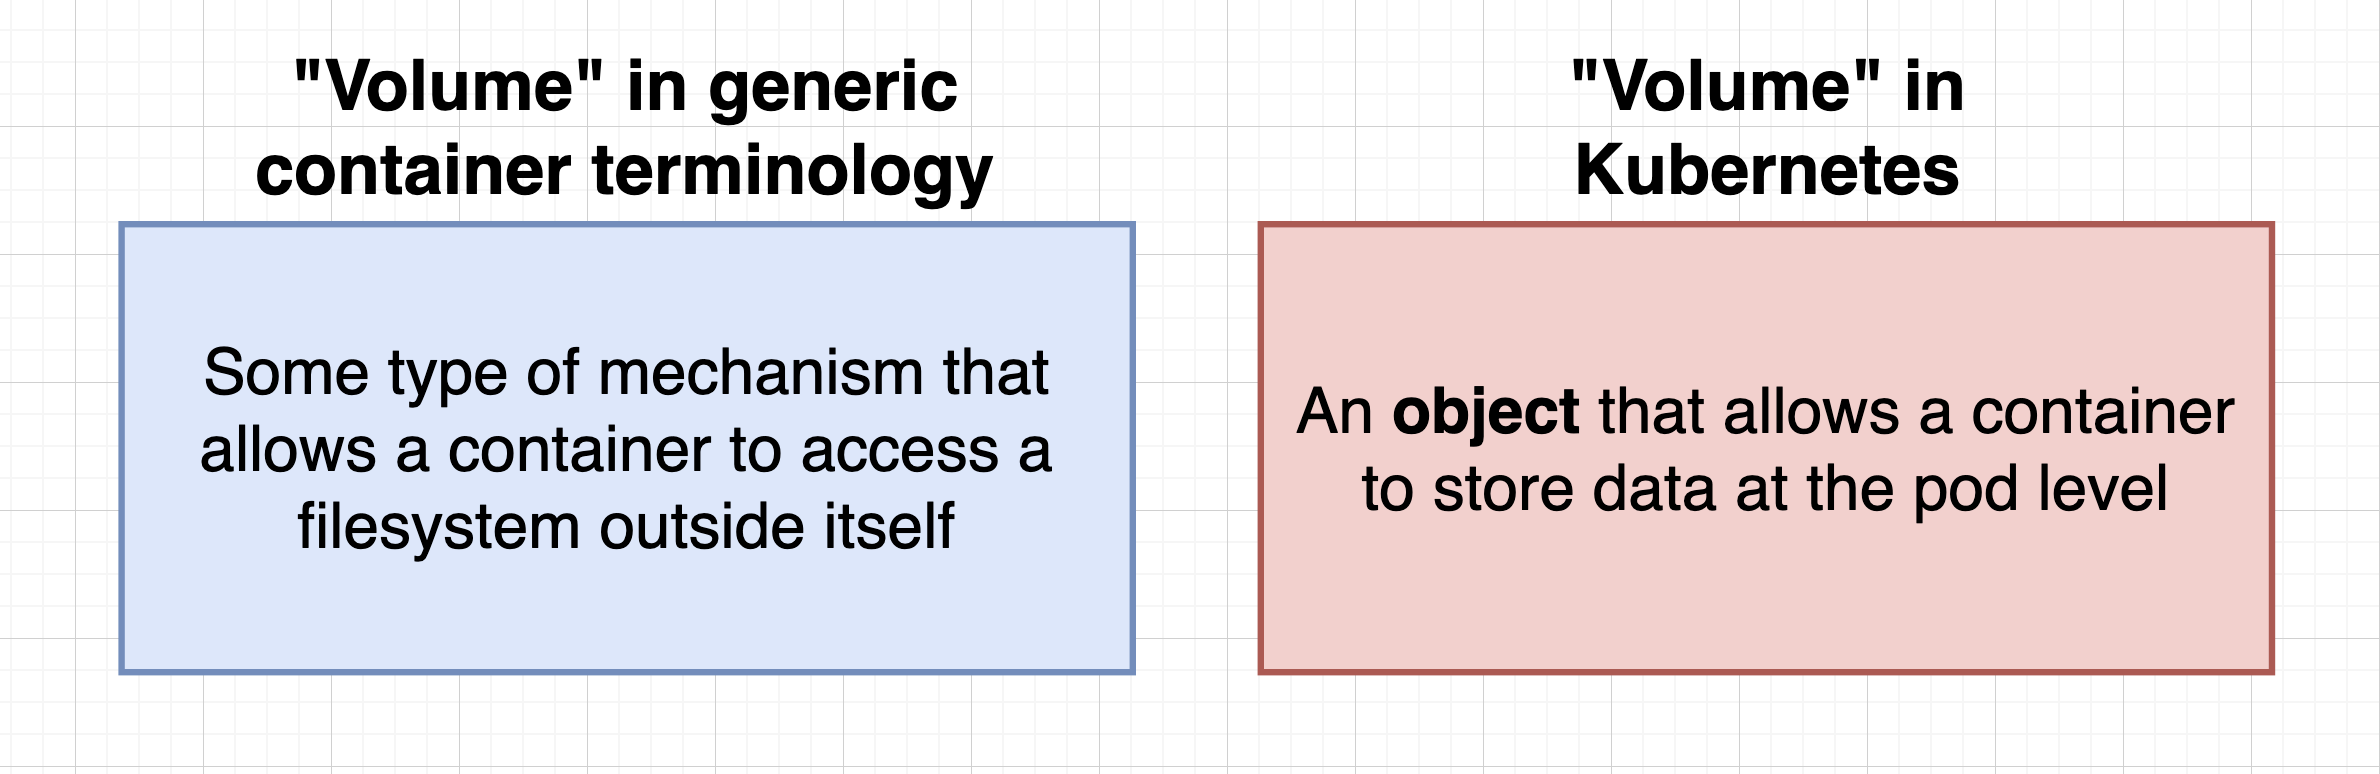 "Volume" in generic
container terminology
Some type of mechanism that
allows a container to access a
filesystem outside itself
"Volume" in
Kubernetes
An object that allows a container
to store data at the pod level